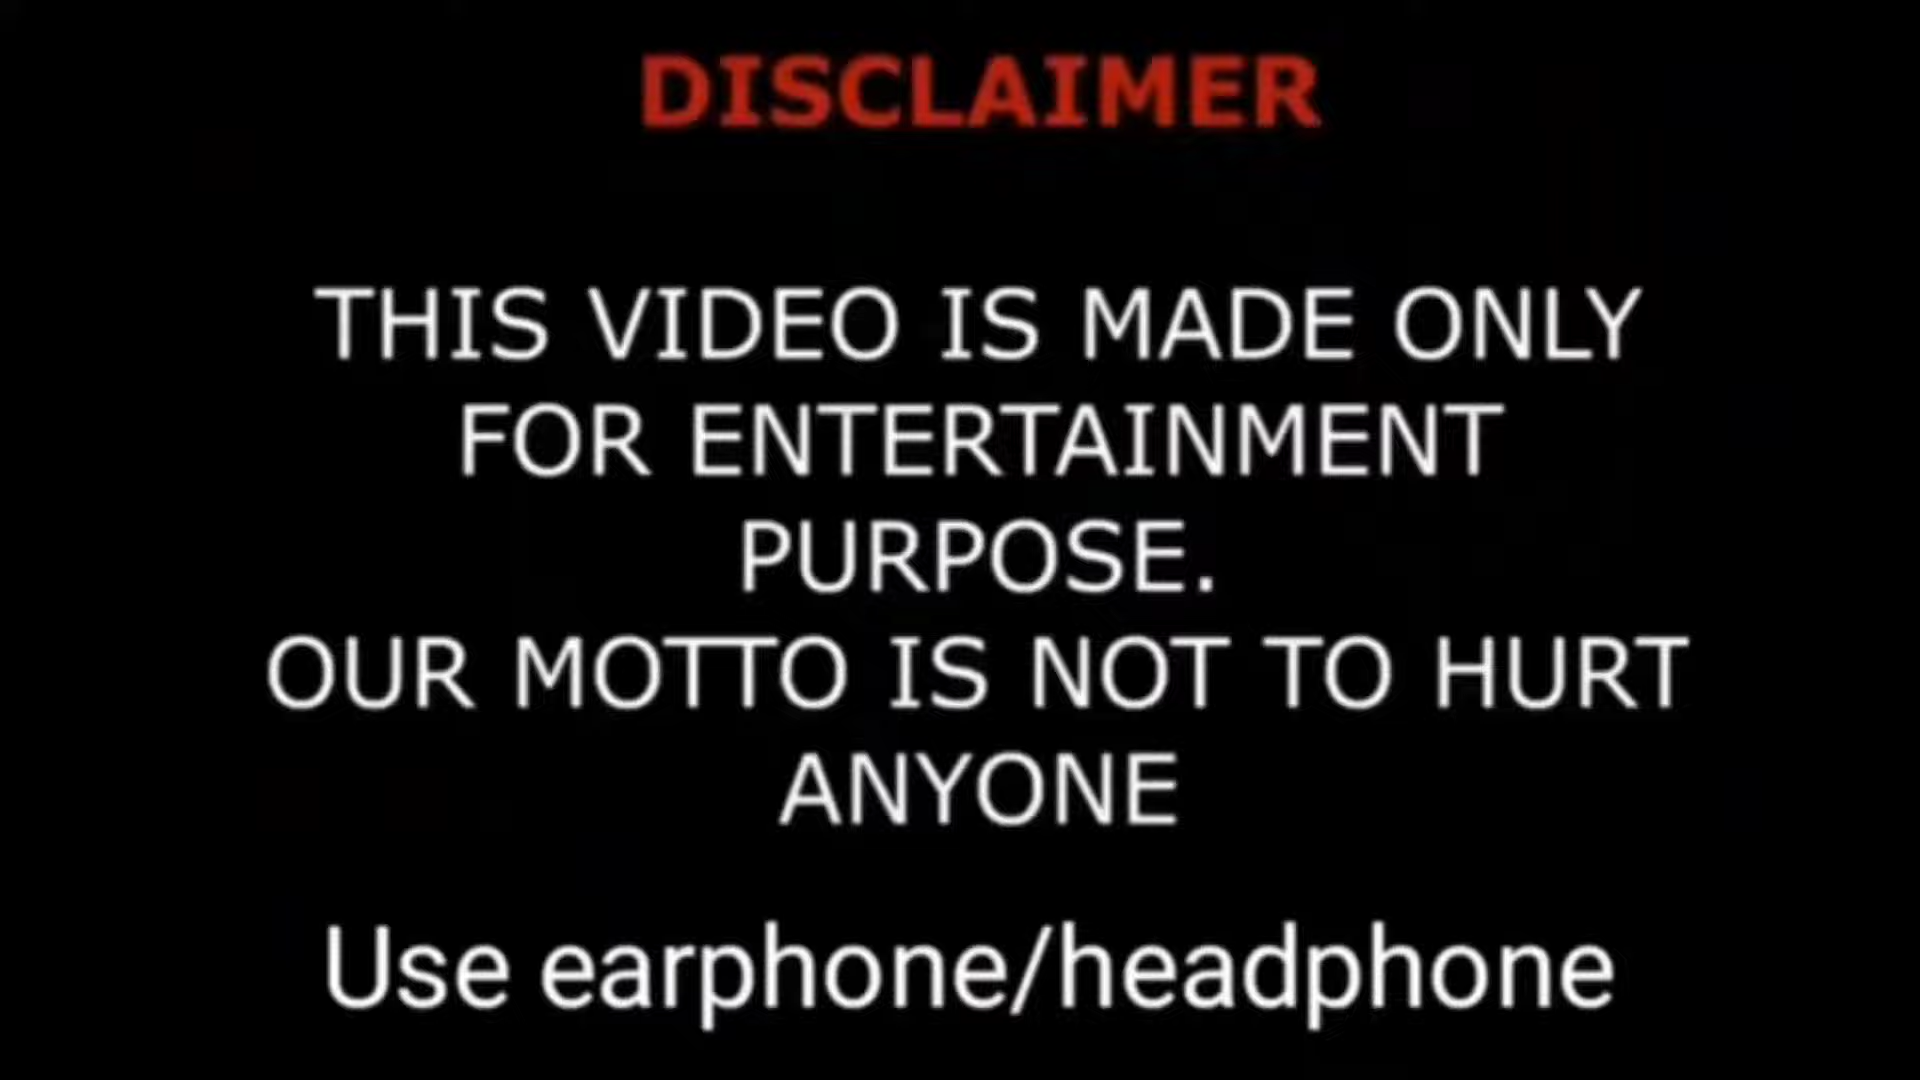 DISCLAIMER
THIS VIDEO IS MADE ONLY
FOR ENTERTAINMENT
PURPOSE.
OUR MOTTO IS NOT TO HURT
ANYONE
Use earphone/headphone